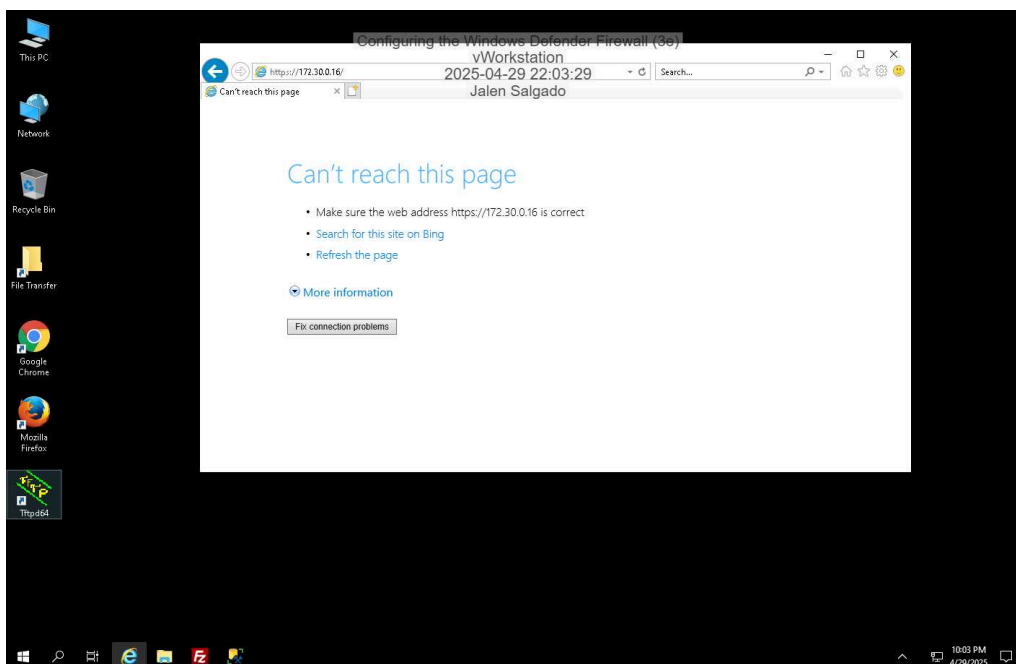 This PC
Network
Recycle Bin
File Transfer
Google
Chrome
Mozilla
Firefox
TFTP
Tftpd64
Configuring the Windows Defender Firewall (3e)
vWorkstation
2025-04-29 22:03:29
Jalen Salgado
https://172.30.0.16/
Search...
Can't reach this page
Can't reach this page
• Make sure the web address https://172.30.0.16 is correct
• Search for this site on Bing
• Refresh the page
More information
Fix connection problems
Fz
10:03 PM
4/29/2025